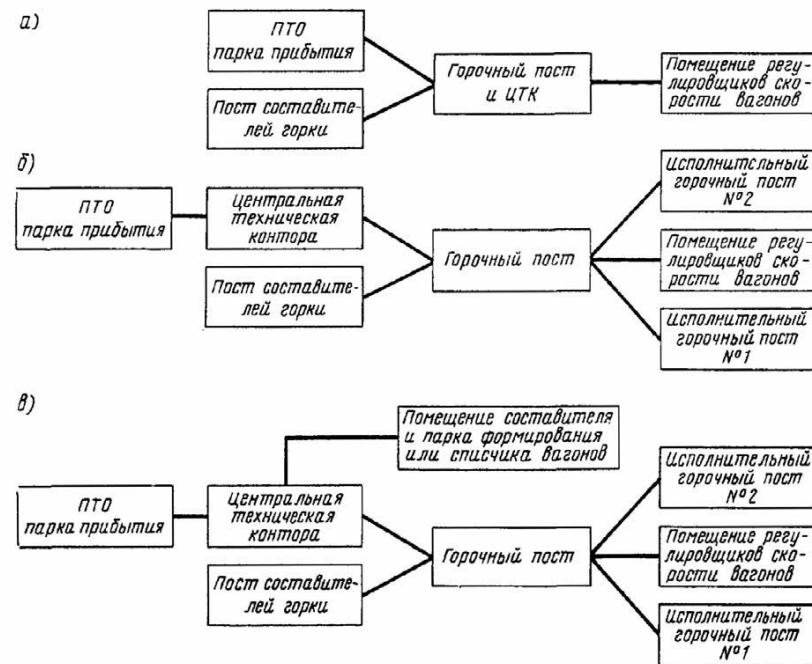 а)
ПТО
парка прибытия
Пост составите-
лей горки
Горочный пост
и ЦТК
Помещение регу-
лировщиков ско-
рости вагонов
б)
ПТО
парка прибытия
Центральная
техническая
контора
Пост составите-
лей горки
Горочный пост
Исполнительный
горочный пост
№2
Помещение регу-
лировщиков ско-
рости вагонов
Исполнительный
горочный пост
№1
в)
Помещение составителя
и парка формирования
или списчика вагонов
ПТО
парка прибытия
Центральная
техническая
контора
Пост составите-
лей горки
Горочный пост
Исполнительный
горочный пост
№2
Помещение регу-
лировщиков ско-
рости вагонов
Исполнительный
горочный пост
№1